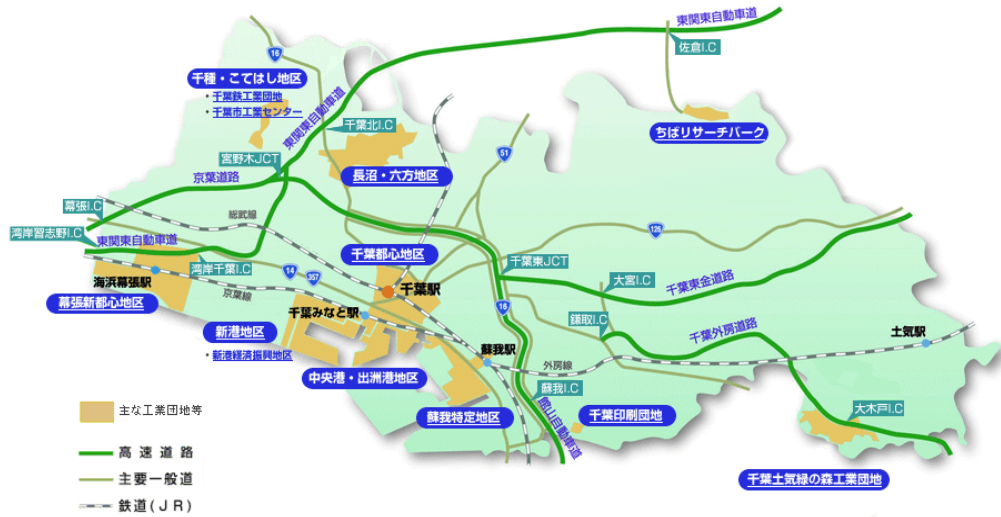 東関東自動車道
佐倉I.C
16
千種・こてはし地区
・千葉鉄工業団地
・千葉市工業センター
東関東自動車道
千葉北I.C
ちばリサーチパーク
51
宮野木JCT
長沼・六方地区
京葉道路
幕張I.C
総武線
湾岸習志野I.C
東関東自動車道
126
千葉都心地区
湾岸千葉I.C
千葉東JCT
大宮I.C
千葉東金道路
14
357
海浜幕張駅
京葉線
千葉駅
幕張新都心地区
16
千葉みなと駅
鎌取I.C
千葉外房道路
土気駅
新港地区
・新港経済振興地区
蘇我駅
外房線
中央港・出洲港地区
蘇我I.C
館山自動車道
主な工業団地等
蘇我特定地区
千葉印刷団地
大木戸I.C
高速道路
主要一般道
千葉土気緑の森工業団地
鉄道(JR)